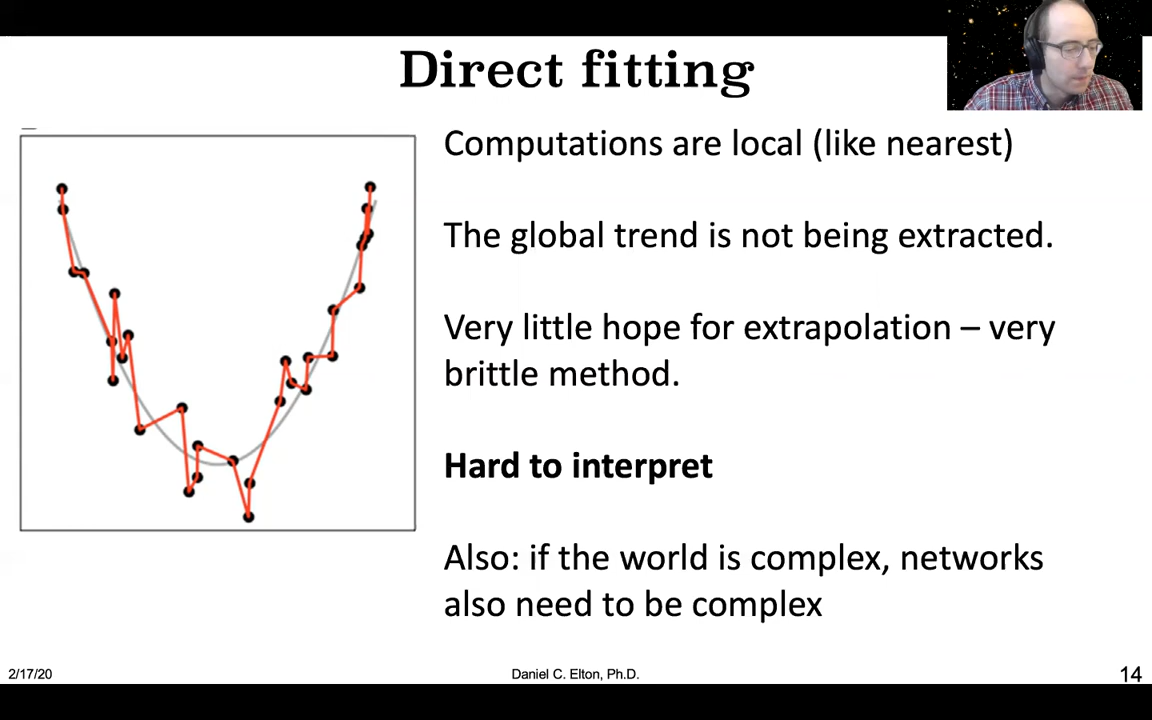 Direct fitting
Computations are local (like nearest)
The global trend is not being extracted.
Very little hope for extrapolation – very
brittle method.
Hard to interpret
Also: if the world is complex, networks
also need to be complex
2/17/20
Daniel C. Elton, Ph.D.
14